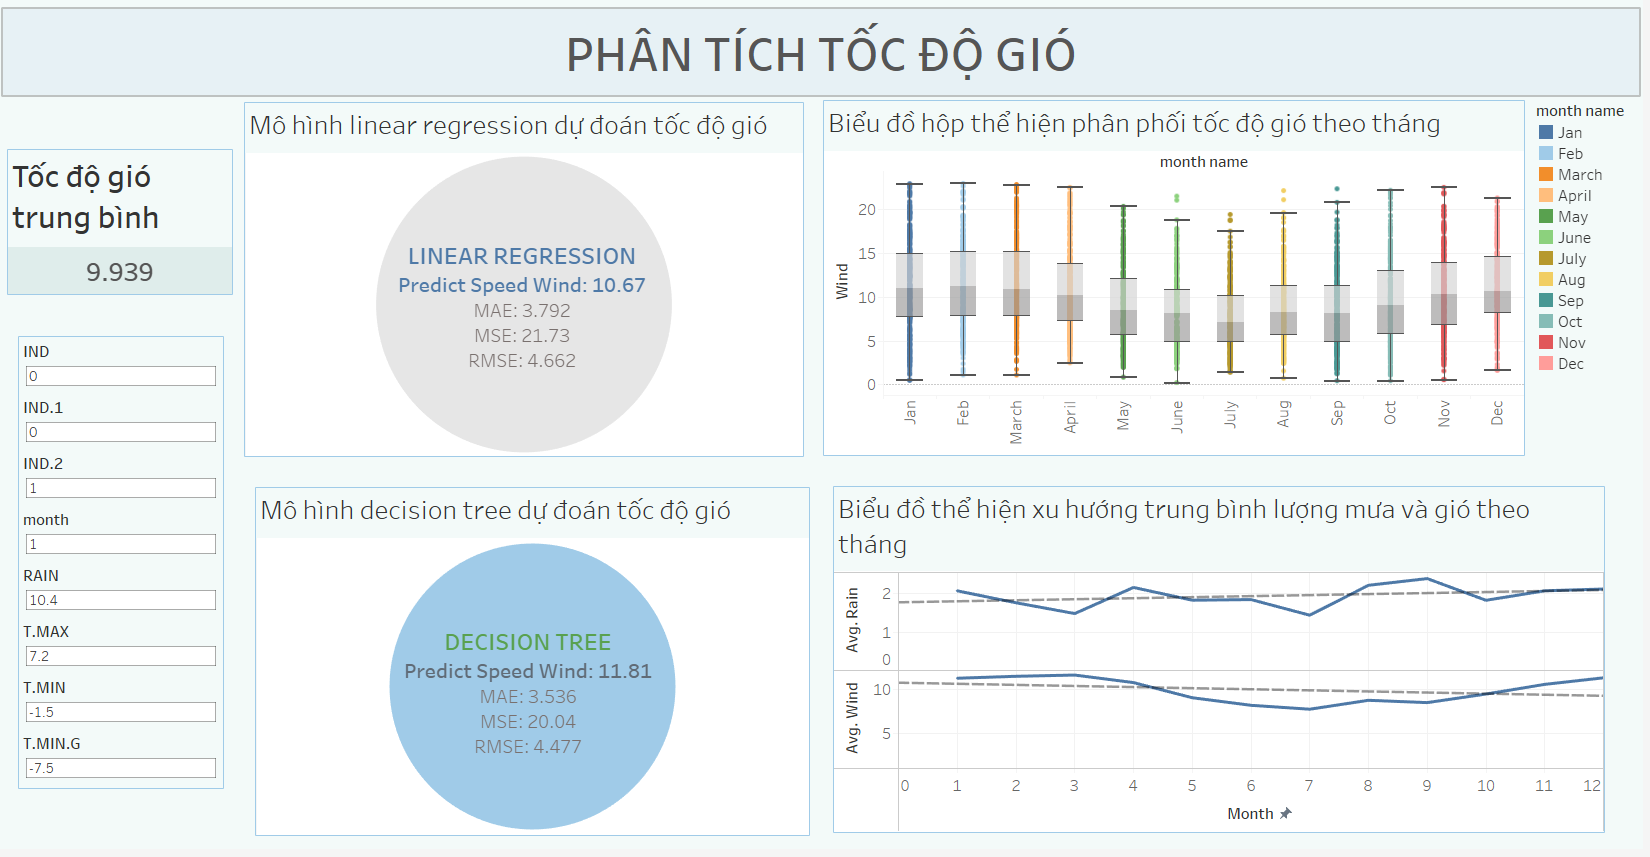 PHÂN TÍCH TỐC ĐỘ GIÓ
Tốc độ gió
trung bình
9.939
IND
0
IND.1
0
IND.2
1
month
1
RAIN
10.4
T.MAX
7.2
T.MIN
-1.5
T.MIN.G
-7.5
Mô hình linear regression dự đoán tốc độ gió
LINEAR REGRESSION
Predict Speed Wind: 10.67
MAE: 3.792
MSE: 21.73
RMSE: 4.662
Biểu đồ hộp thể hiện phân phối tốc độ gió theo tháng
month name
Wind
20
15
10
5
0
Jan
Feb
March
April
May
June
July
Aug
Sep
Oct
Nov
Dec
month name
Jan
Feb
March
April
May
June
July
Aug
Sep
Oct
Nov
Dec
Mô hình decision tree dự đoán tốc độ gió
DECISION TREE
Predict Speed Wind: 11.81
MAE: 3.536
MSE: 20.04
RMSE: 4.477
Biểu đồ thể hiện xu hướng trung bình lượng mưa và gió theo
tháng
Avg. Rain
2
1
0
Avg. Wind
10
5
0 1 2 3 4 5 6 7 8 9 10 11 12
Month